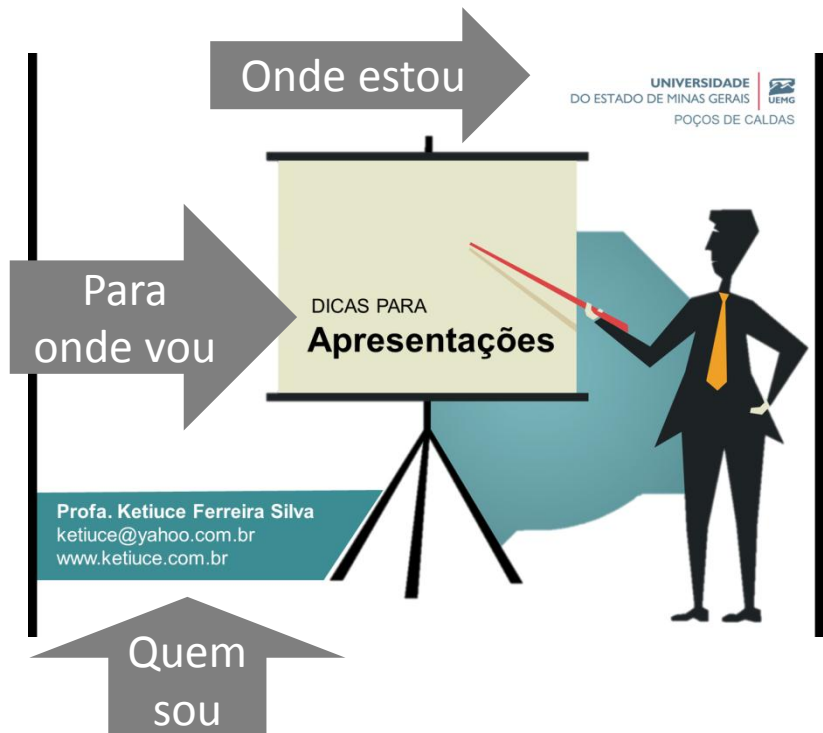 Onde estou
UNIVERSIDADE
DO ESTADO DE MINAS GERAIS
UEMG
POÇOS DE CALDAS
Para
onde vou
DICAS PARA
Apresentações
Profa. Ketiuce Ferreira Silva
ketiuce@yahoo.com.br
www.ketiuce.com.br
Quem
sou